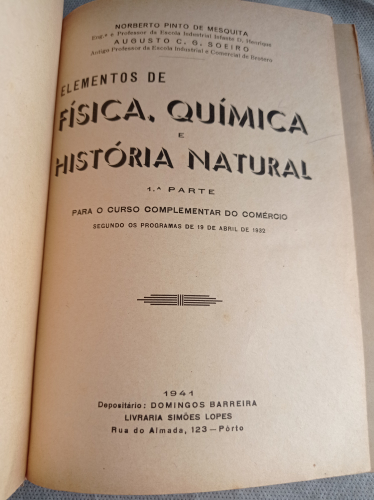 NORBERTO PINTO DE MESQUITA
Eng.º e Professor da Escola Industrial Infante D. Henrique
AUGUSTO C. G. SOEIRO
Antigo Professor da Escola Industrial e Comercial de Brotero
ELEMENTOS DE
FÍSICA, QUÍMICA
E
HISTÓRIA NATURAL
1.ª PARTE
PARA O CURSO COMPLEMENTAR DO COMÉRCIO
SEGUNDO OS PROGRAMAS DE 19 DE ABRIL DE 1932
1941
Depositário: DOMINGOS BARREIRA
LIVRARIA SIMÕES LOPES
Rua do Almada, 123 — Pôrto